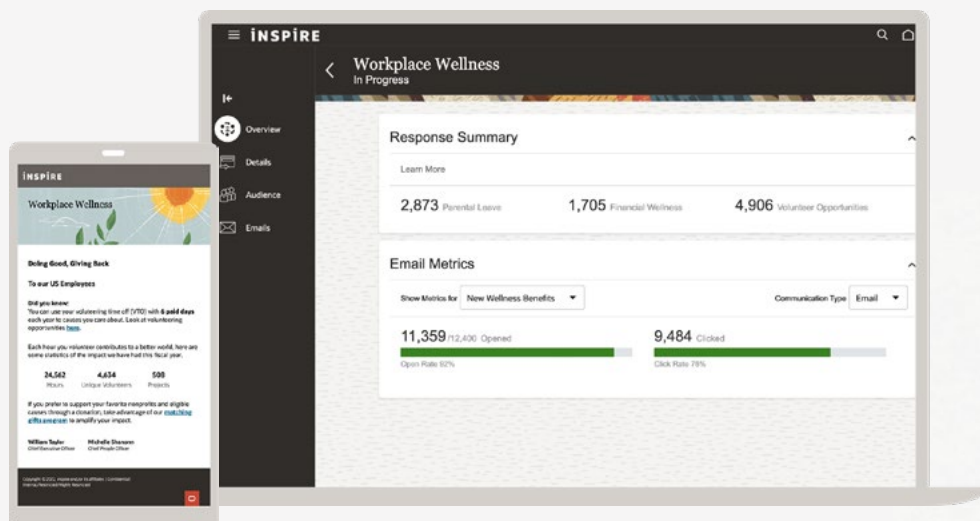 INSPIRE
Workplace Wellness
In Progress
Overview
Details
Audience
Emails
Response Summary
Learn More
2,873 Parental Leave
1,705 Financial Wellness
4,906 Volunteer Opportunities
Email Metrics
Show Metrics for New Wellness Benefits
Communication Type Email
11,359 /12,400 Opened
9,484 Clicked
Open Rate 92%
Click Rate 76%
INSPIRE
Workplace Wellness
Doing Good, Giving Back
To our US Employees
Did you know?
You can use your volunteering time off (VTO) with 6 paid days
each year to causes you care about. Look at volunteering
opportunities here.
Each hour you volunteer contributes to a better world, here are
some statistics of the impact we have had this fiscal year.
24,562 4,634 500
Hours Unique Volunteers Projects
If you prefer to support your favorite nonprofits and eligible
causes through a donation, take advantage of our matching
gifts program to amplify your impact.
William Taylor Michelle Shannon
Chief Executive Officer Chief People Officer